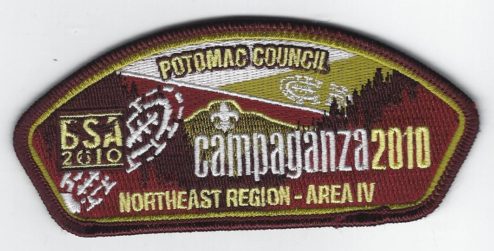 POTOMAC COUNCIL
BSA
2010
campaganza2010
NORTHEAST REGION - AREA IV